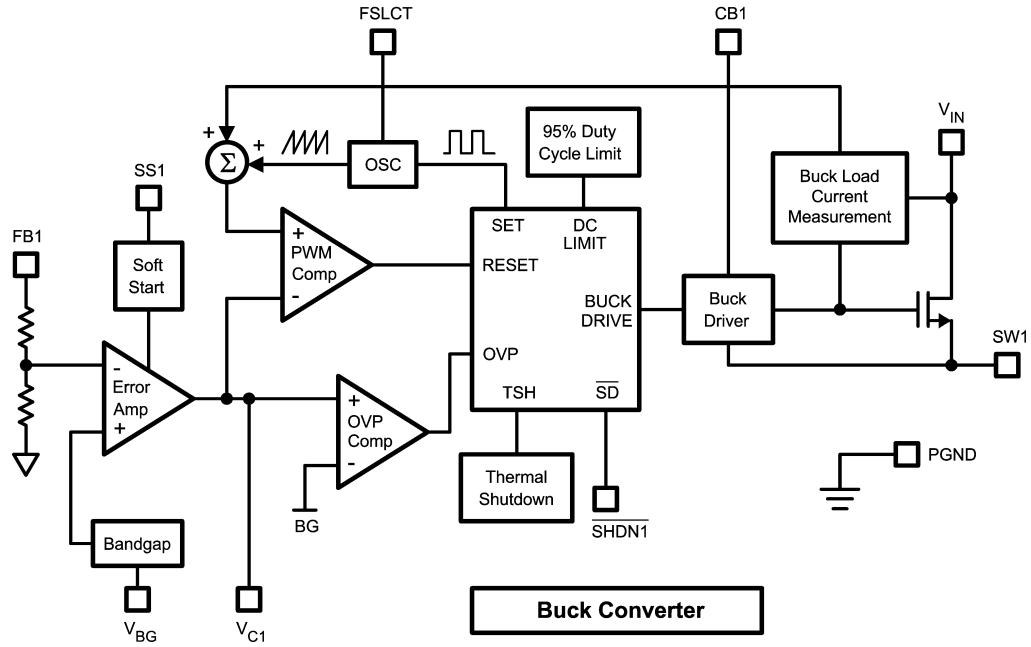 FSLCT
CB1
V_IN
+
+
Σ
OSC
95% Duty
Cycle Limit
Buck Load
Current
Measurement
SS1
FB1
Soft
Start
+
PWM
Comp
-
SET
DC
LIMIT
RESET
BUCK
DRIVE
OVP
TSH
S̅D̅
Buck
Driver
SW1
-
Error
Amp
+
+
OVP
Comp
-
BG
Thermal
Shutdown
S̅H̅D̅N̅1̅
PGND
Bandgap
V_BG
V_C1
Buck Converter